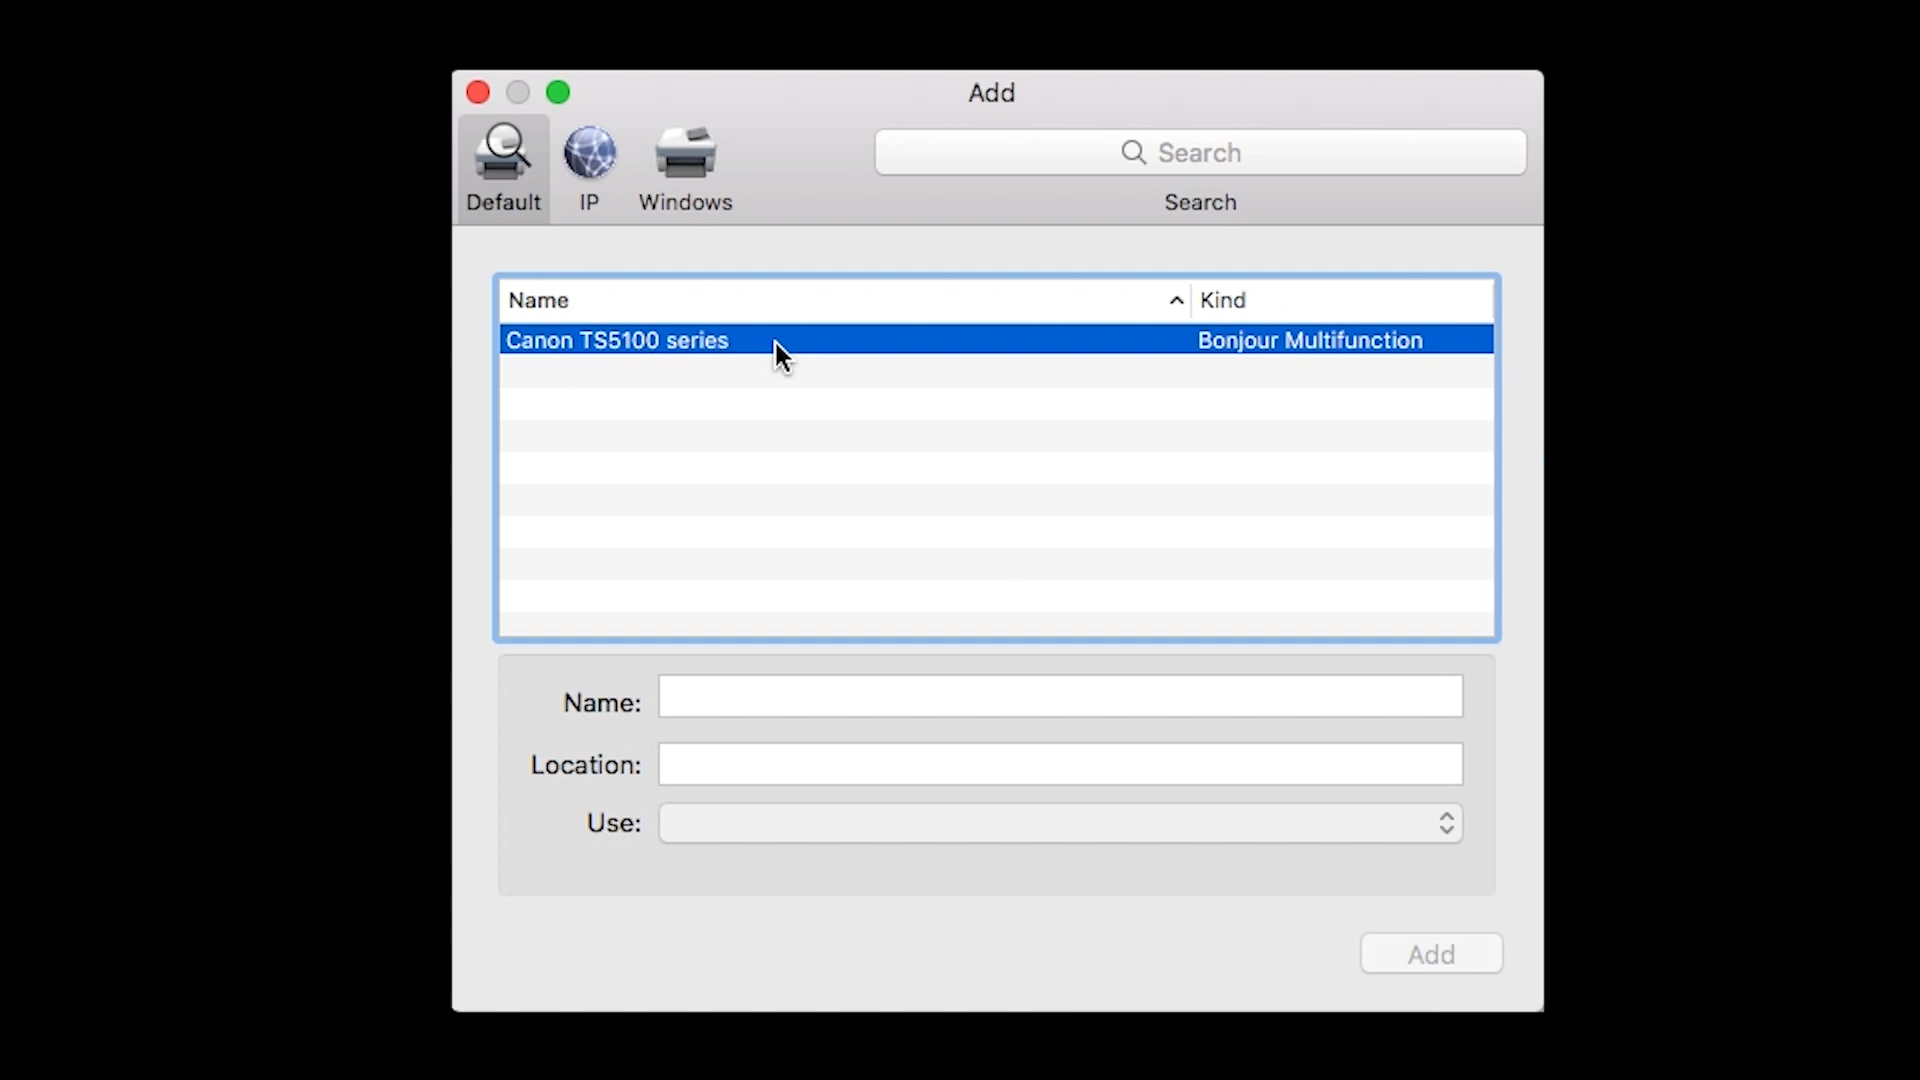 Add
Default IP Windows
Search
Search
Name Kind
Canon TS5100 series Bonjour Multifunction
Name:
Location:
Use:
Add